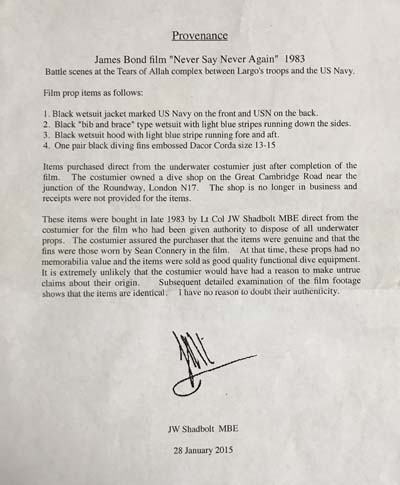 Provenance
James Bond film "Never Say Never Again" 1983
Battle scenes at the Tears of Allah complex between Largo's troops and the US Navy.
Film prop items as follows:
1. Black wetsuit jacket marked US Navy on the front and USN on the back.
2. Black "bib and brace" type wetsuit with light blue stripes running down the sides.
3. Black wetsuit hood with light blue stripe running fore and aft.
4. One pair black diving fins embossed Dacor Corda size 13-15
Items purchased direct from the underwater costumier just after completion of the
film. The costumier owned a dive shop on the Great Cambridge Road near the
junction of the Roundway, London N17. The shop is no longer in business and
receipts were not provided for the items.
These items were bought in late 1983 by Lt Col JW Shadbolt MBE direct from the
costumier for the film who had been given authority to dispose of all underwater
props. The costumier assured the purchaser that the items were genuine and that the
fins were those worn by Sean Connery in the film. At that time, these props had no
memorabilia value and the items were sold as good quality functional dive equipment.
It is extremely unlikely that the costumier would have had a reason to make untrue
claims about their origin. Subsequent detailed examination of the film footage
shows that the items are identical. I have no reason to doubt their authenticity.
JW Shadbolt MBE
28 January 2015